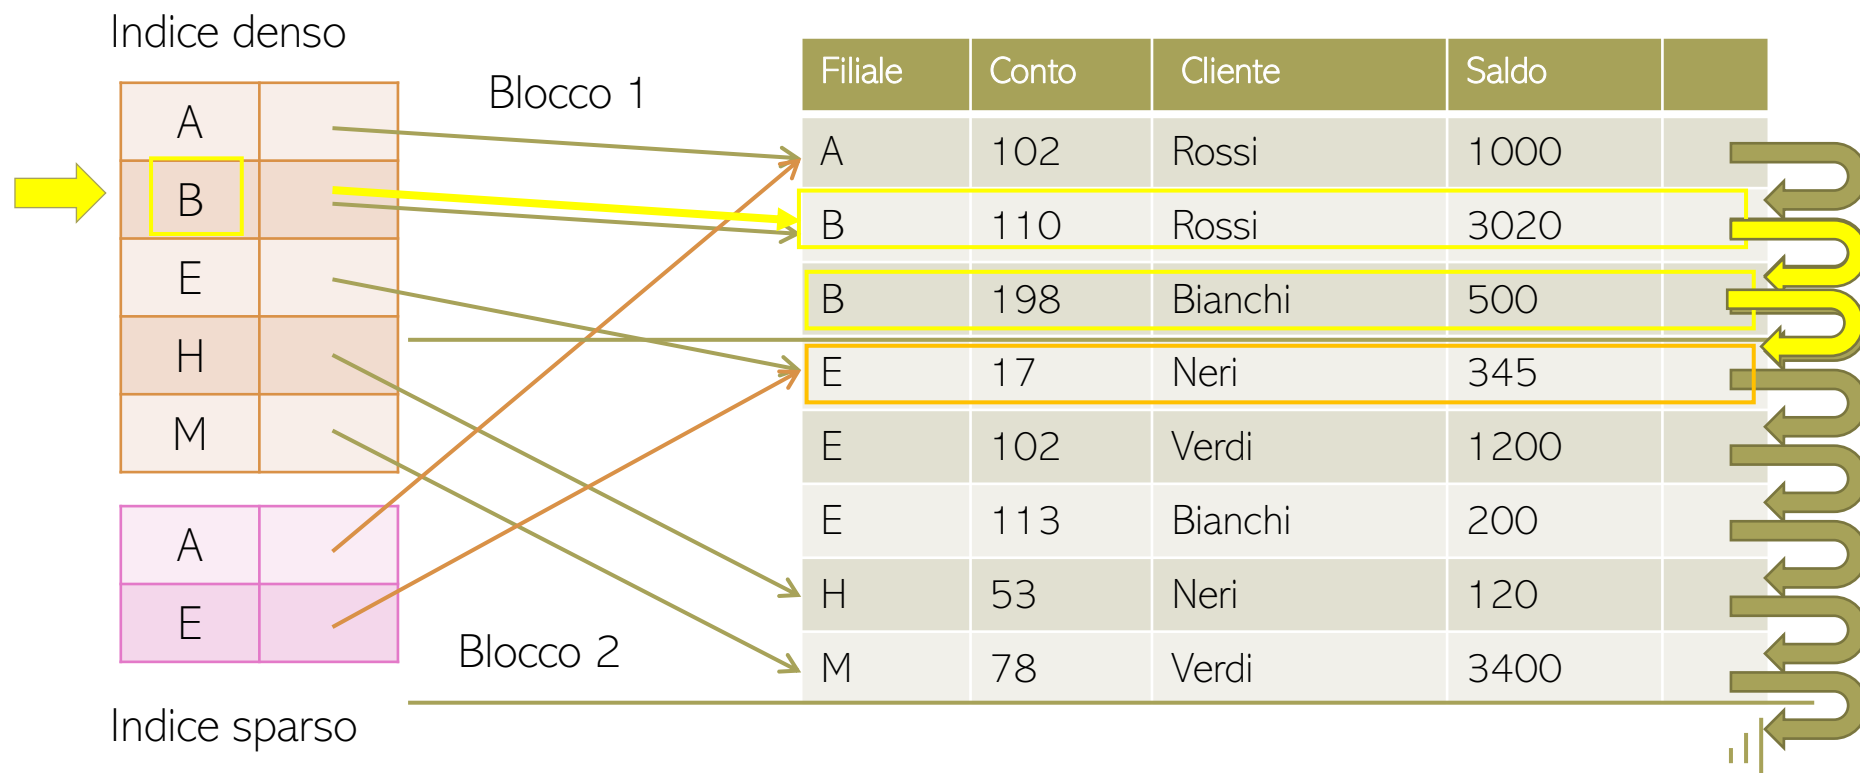 Indice denso
A
B
E
H
M
A
E
Indice sparso
Blocco 1
Blocco 2
Filiale Conto Cliente Saldo
A 102 Rossi 1000
B 110 Rossi 3020
B 198 Bianchi 500
E 17 Neri 345
E 102 Verdi 1200
E 113 Bianchi 200
H 53 Neri 120
M 78 Verdi 3400